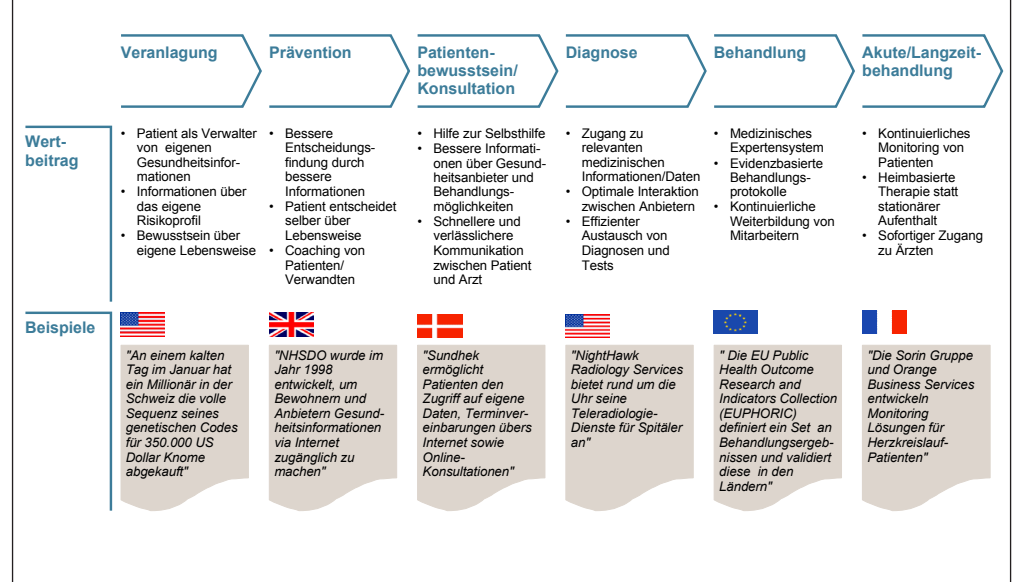 Veranlagung
Prävention
Patienten-
bewusstsein/
Konsultation
Diagnose
Behandlung
Akute/Langzeit-
behandlung
Wert-
beitrag
• Patient als Verwalter
von eigenen
Gesundheitsinfor-
mationen
• Informationen über
das eigene
Risikoprofil
• Bewusstsein über
eigene Lebensweise
• Bessere
Entscheidungs-
findung durch
bessere
Informationen
• Patient entscheidet
selber über
Lebensweise
• Coaching von
Patienten/
Verwandten
• Hilfe zur Selbsthilfe
• Bessere Informati-
onen über Gesund-
heitsanbieter und
Behandlungs-
möglichkeiten
• Schnellere und
verlässlichere
Kommunikation
zwischen Patient
und Arzt
• Zugang zu
relevanten
medizinischen
Informationen/Daten
• Optimale Interaktion
zwischen Anbietern
• Effizienter
Austausch von
Diagnosen und
Tests
• Medizinisches
Expertensystem
• Evidenzbasierte
Behandlungs-
protokolle
• Kontinuierliche
Weiterbildung von
Mitarbeitern
• Kontinuierliches
Monitoring von
Patienten
• Heimbasierte
Therapie statt
stationärer
Aufenthalt
• Sofortiger Zugang
zu Ärzten
Beispiele
"An einem kalten
Tag im Januar hat
ein Millionär in der
Schweiz die volle
Sequenz seines
genetischen Codes
für 350.000 US
Dollar Knome
abgekauft"
"NHSDO wurde im
Jahr 1998
entwickelt, um
Bewohnern und
Anbietern Gesund-
heitsinformationen
via Internet
zugänglich zu
machen"
"Sundhek
ermöglicht
Patienten den
Zugriff auf eigene
Daten, Terminver-
einbarungen übers
Internet sowie
Online-
Konsultationen"
"NightHawk
Radiology Services
bietet rund um die
Uhr seine
Teleradiologie-
Dienste für Spitäler
an"
" Die EU Public
Health Outcome
Research and
Indicators Collection
(EUPHORIC)
definiert ein Set an
Behandlungsergeb-
nissen und validiert
diese in den
Ländern"
"Die Sorin Gruppe
und Orange
Business Services
entwickeln
Monitoring
Lösungen für
Herzkreislauf-
Patienten"